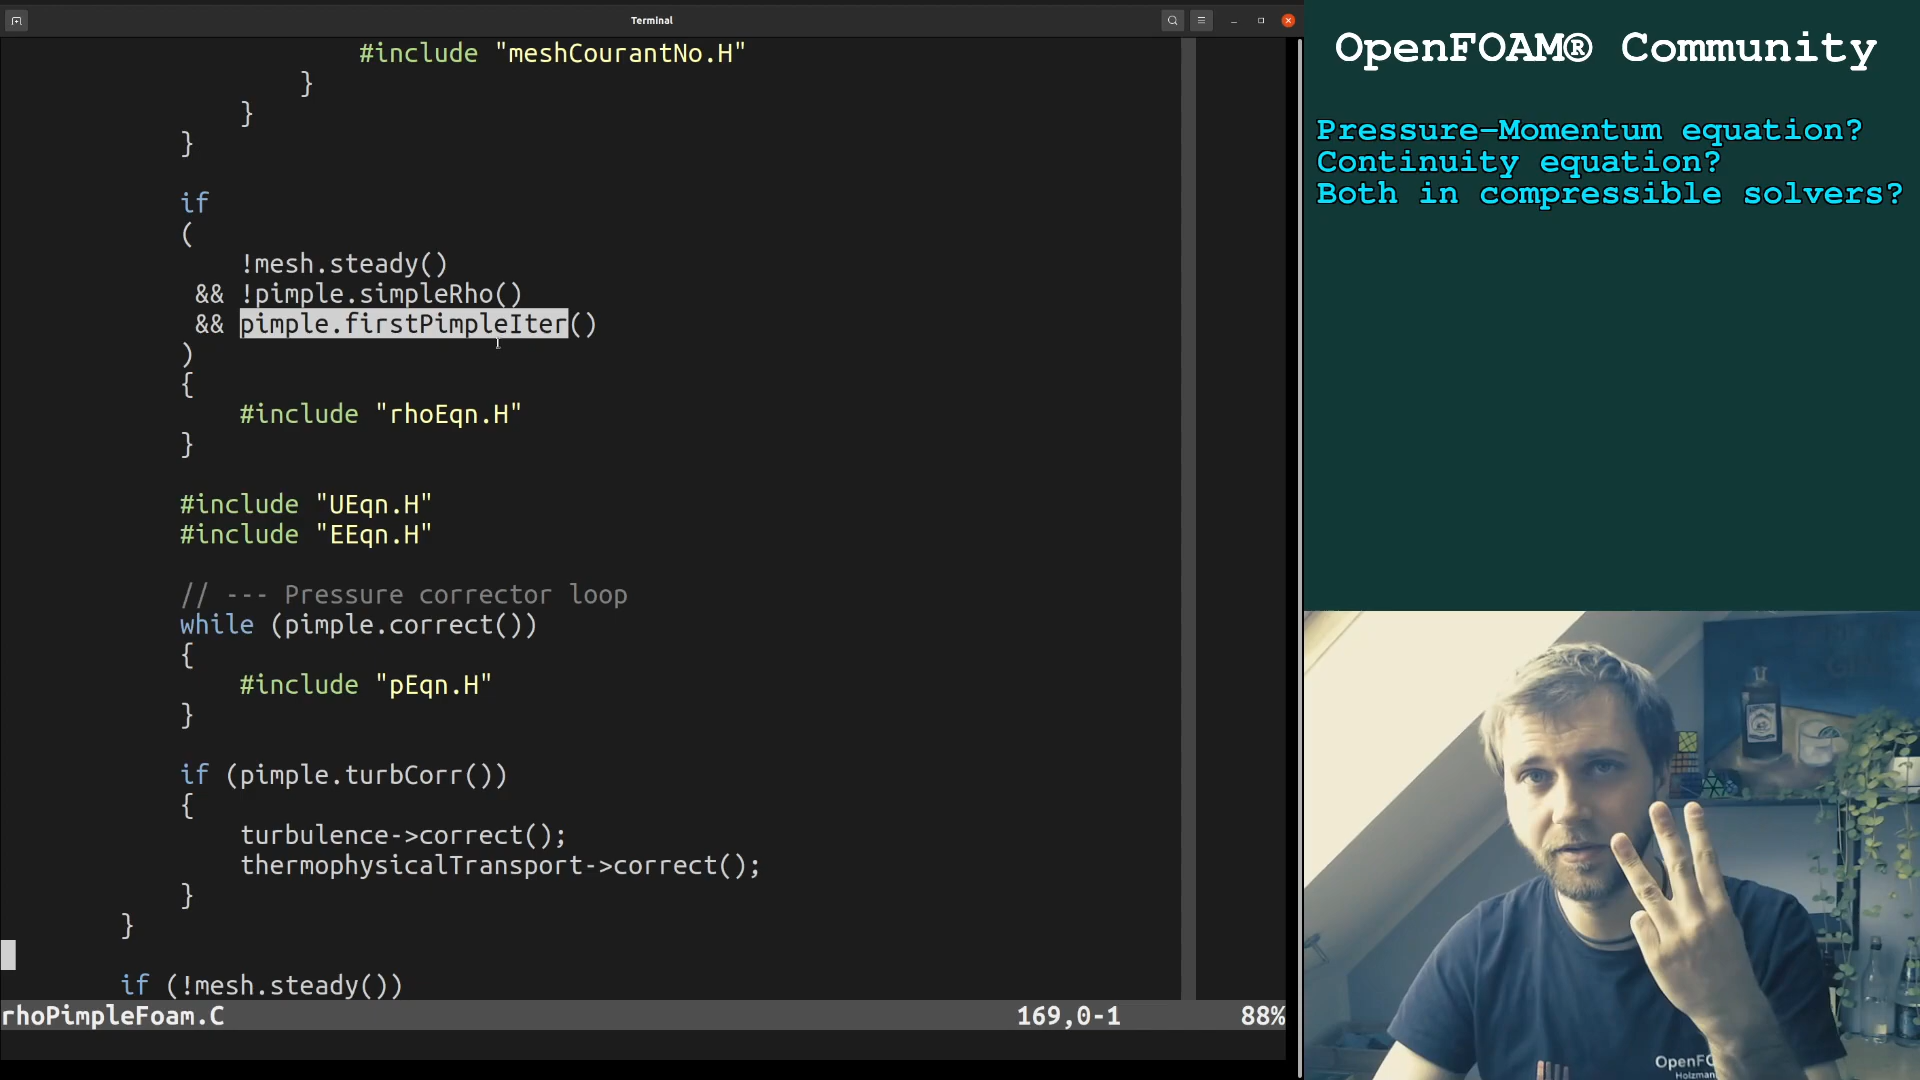 Terminal
#include "meshCourantNo.H"
}
}
}
if
(
!mesh.steady()
&& !pimple.simpleRho()
&& pimple.firstPimpleIter()
)
{
#include "rhoEqn.H"
}
#include "UEqn.H"
#include "EEqn.H"
// --- Pressure corrector loop
while (pimple.correct())
{
#include "pEqn.H"
}
if (pimple.turbCorr())
{
turbulence->correct();
thermophysicalTransport->correct();
}
}
if (!mesh.steady())
rhoPimpleFoam.C 169,0-1 88%
OpenFOAM® Community
Pressure-Momentum equation?
Continuity equation?
Both in compressible solvers?